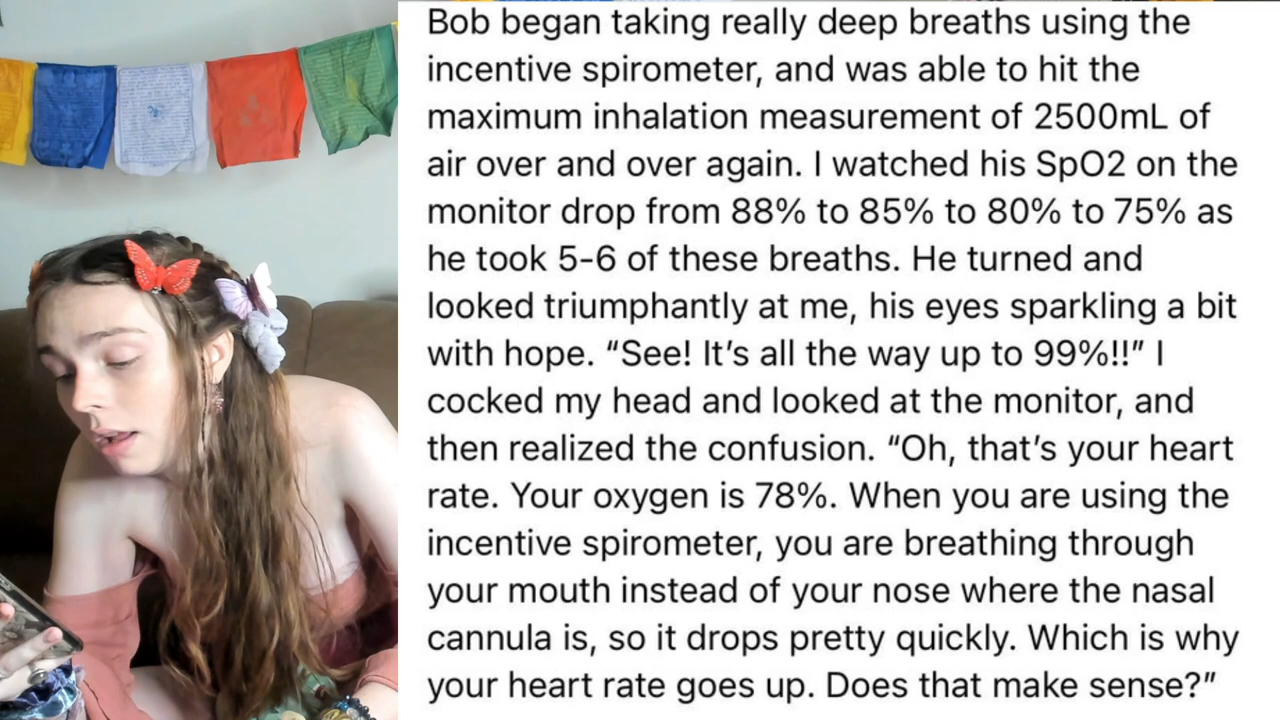 Bob began taking really deep breaths using the
incentive spirometer, and was able to hit the
maximum inhalation measurement of 2500mL of
air over and over again. I watched his SpO2 on the
monitor drop from 88% to 85% to 80% to 75% as
he took 5-6 of these breaths. He turned and
looked triumphantly at me, his eyes sparkling a bit
with hope. “See! It’s all the way up to 99%!!” I
cocked my head and looked at the monitor, and
then realized the confusion. “Oh, that’s your heart
rate. Your oxygen is 78%. When you are using the
incentive spirometer, you are breathing through
your mouth instead of your nose where the nasal
cannula is, so it drops pretty quickly. Which is why
your heart rate goes up. Does that make sense?”